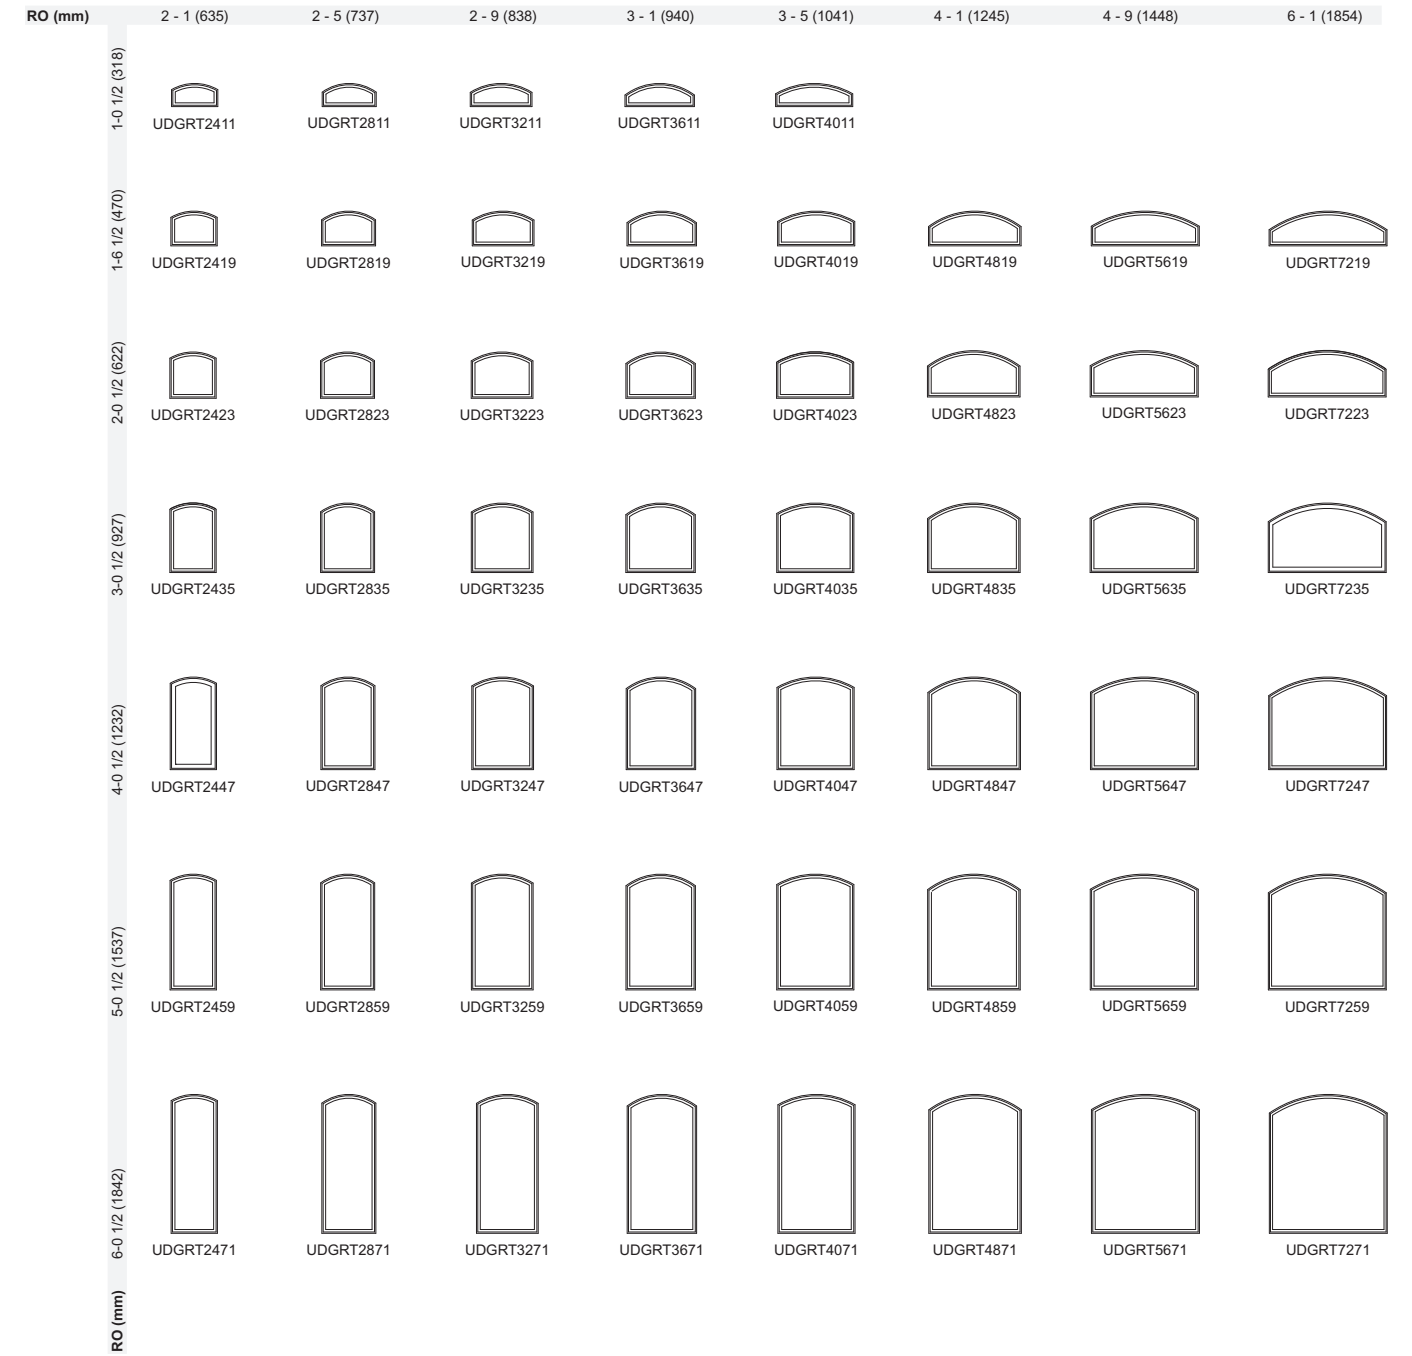 RO (mm) 2 - 1 (635) 2 - 5 (737) 2 - 9 (838) 3 - 1 (940) 3 - 5 (1041) 4 - 1 (1245) 4 - 9 (1448) 6 - 1 (1854)
1-0 1/2 (318)
UDGRT2411 UDGRT2811 UDGRT3211 UDGRT3611 UDGRT4011
1-6 1/2 (470)
UDGRT2419 UDGRT2819 UDGRT3219 UDGRT3619 UDGRT4019 UDGRT4819 UDGRT5619 UDGRT7219
2-0 1/2 (622)
UDGRT2423 UDGRT2823 UDGRT3223 UDGRT3623 UDGRT4023 UDGRT4823 UDGRT5623 UDGRT7223
3-0 1/2 (927)
UDGRT2435 UDGRT2835 UDGRT3235 UDGRT3635 UDGRT4035 UDGRT4835 UDGRT5635 UDGRT7235
4-0 1/2 (1232)
UDGRT2447 UDGRT2847 UDGRT3247 UDGRT3647 UDGRT4047 UDGRT4847 UDGRT5647 UDGRT7247
5-0 1/2 (1537)
UDGRT2459 UDGRT2859 UDGRT3259 UDGRT3659 UDGRT4059 UDGRT4859 UDGRT5659 UDGRT7259
6-0 1/2 (1842)
UDGRT2471 UDGRT2871 UDGRT3271 UDGRT3671 UDGRT4071 UDGRT4871 UDGRT5671 UDGRT7271
RO (mm)